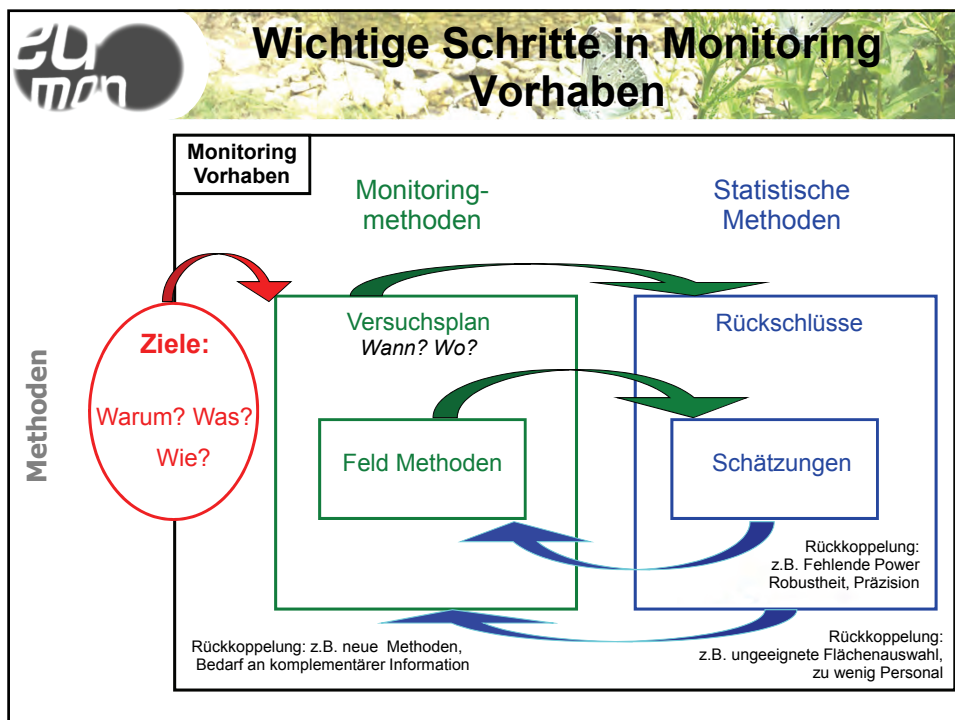 eu
mon
Wichtige Schritte in Monitoring
Vorhaben
Methoden
Monitoring
Vorhaben
Monitoring-
methoden
Statistische
Methoden
Ziele:
Warum? Was?
Wie?
Versuchsplan
Wann? Wo?
Rückschlüsse
Feld Methoden
Schätzungen
Rückkoppelung:
z.B. Fehlende Power
Robustheit, Präzision
Rückkoppelung: z.B. neue Methoden,
Bedarf an komplementärer Information
Rückkoppelung:
z.B. ungeeignete Flächenauswahl,
zu wenig Personal